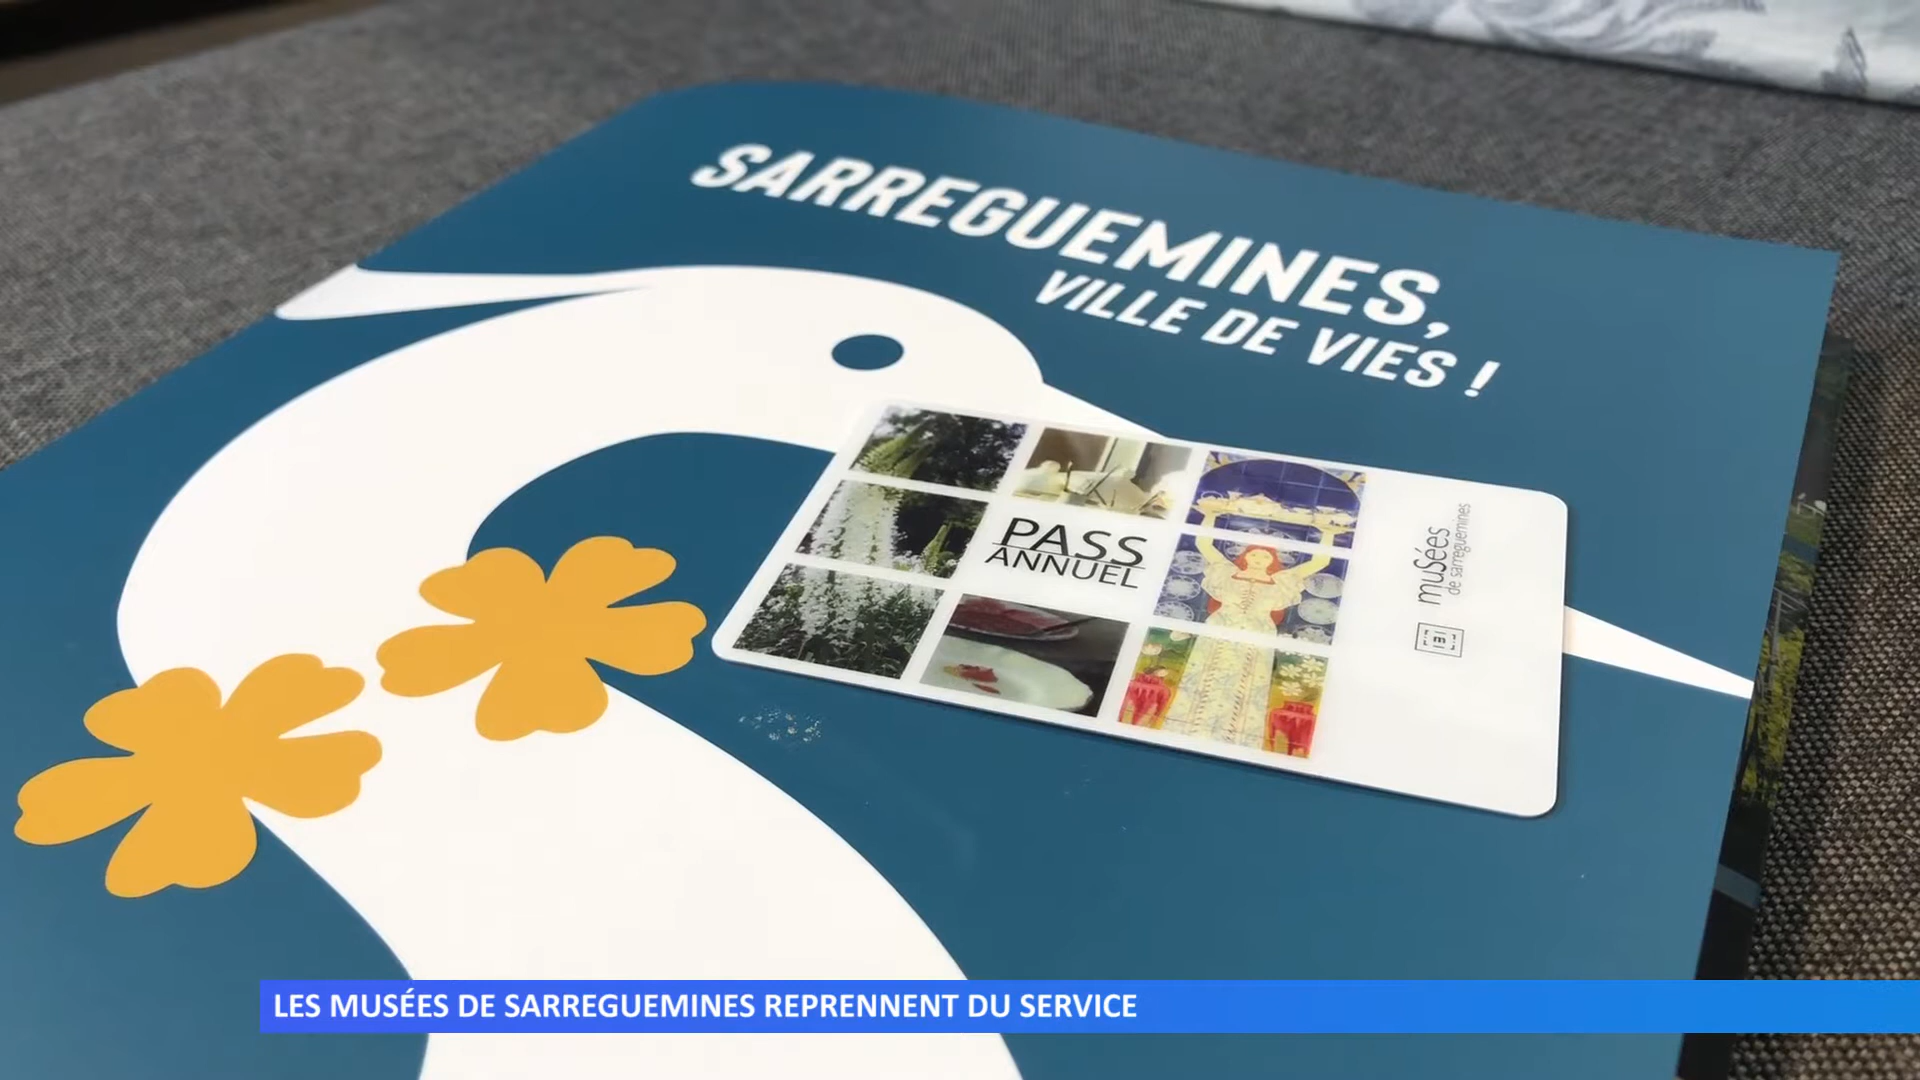 SARREGUEMINES,
VILLE DE VIES !
PASS
ANNUEL
muSées
de sarreguemines
LES MUSÉES DE SARREGUEMINES REPRENNENT DU SERVICE